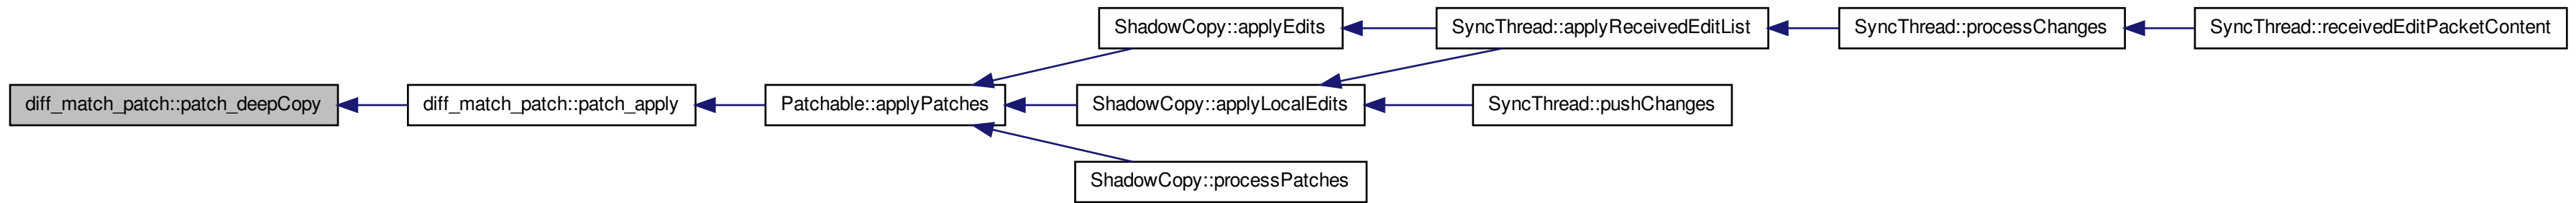 ShadowCopy::applyEdits
SyncThread::applyReceivedEditList
SyncThread::processChanges
SyncThread::receivedEditPacketContent
diff_match_patch::patch_deepCopy
diff_match_patch::patch_apply
Patchable::applyPatches
ShadowCopy::applyLocalEdits
SyncThread::pushChanges
ShadowCopy::processPatches